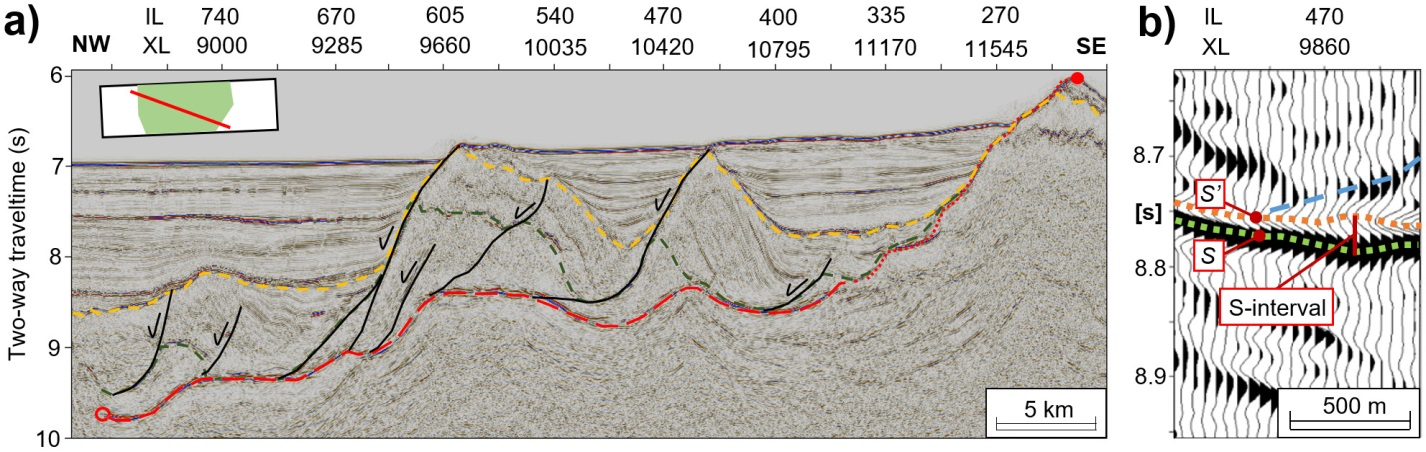 a)
IL 740 670 605 540 470 400 335 270
NW XL 9000 9285 9660 10035 10420 10795 11170 11545 SE
6
7
8
9
10
Two-way traveltime (s)
5 km
b)
IL 470
XL 9860
8.7
[s]
8.8
8.9
S'
S
S-interval
500 m